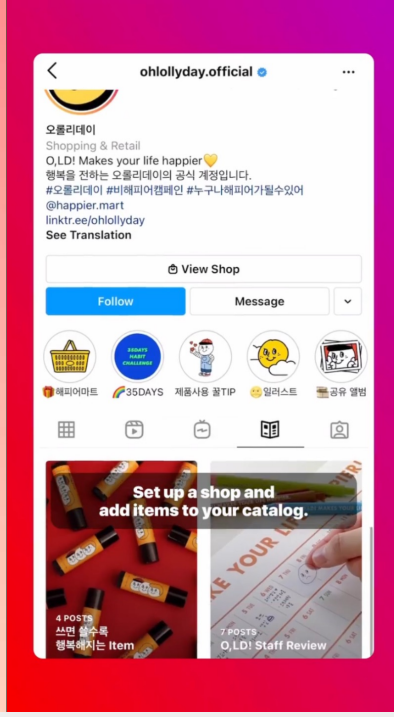 ohlollyday.official
오롤리데이
Shopping & Retail
O,LD! Makes your life happier💛
행복을 전하는 오롤리데이의 공식 계정입니다.
#오롤리데이 #비해피어캠페인 #누구나해피어가될수있어
@happier.mart
linktr.ee/ohlollyday
See Translation
View Shop
Follow
Message
35DAYS
HABIT
CHALLENGE
🎁해피어마트
🌈35DAYS
제품사용 꿀TIP
🌝일러스트
공유 앨범
Set up a shop and
add items to your catalog.
YOUR
4 POSTS
쓰면 쓸수록
행복해지는 Item
7 POSTS
O,LD! Staff Review